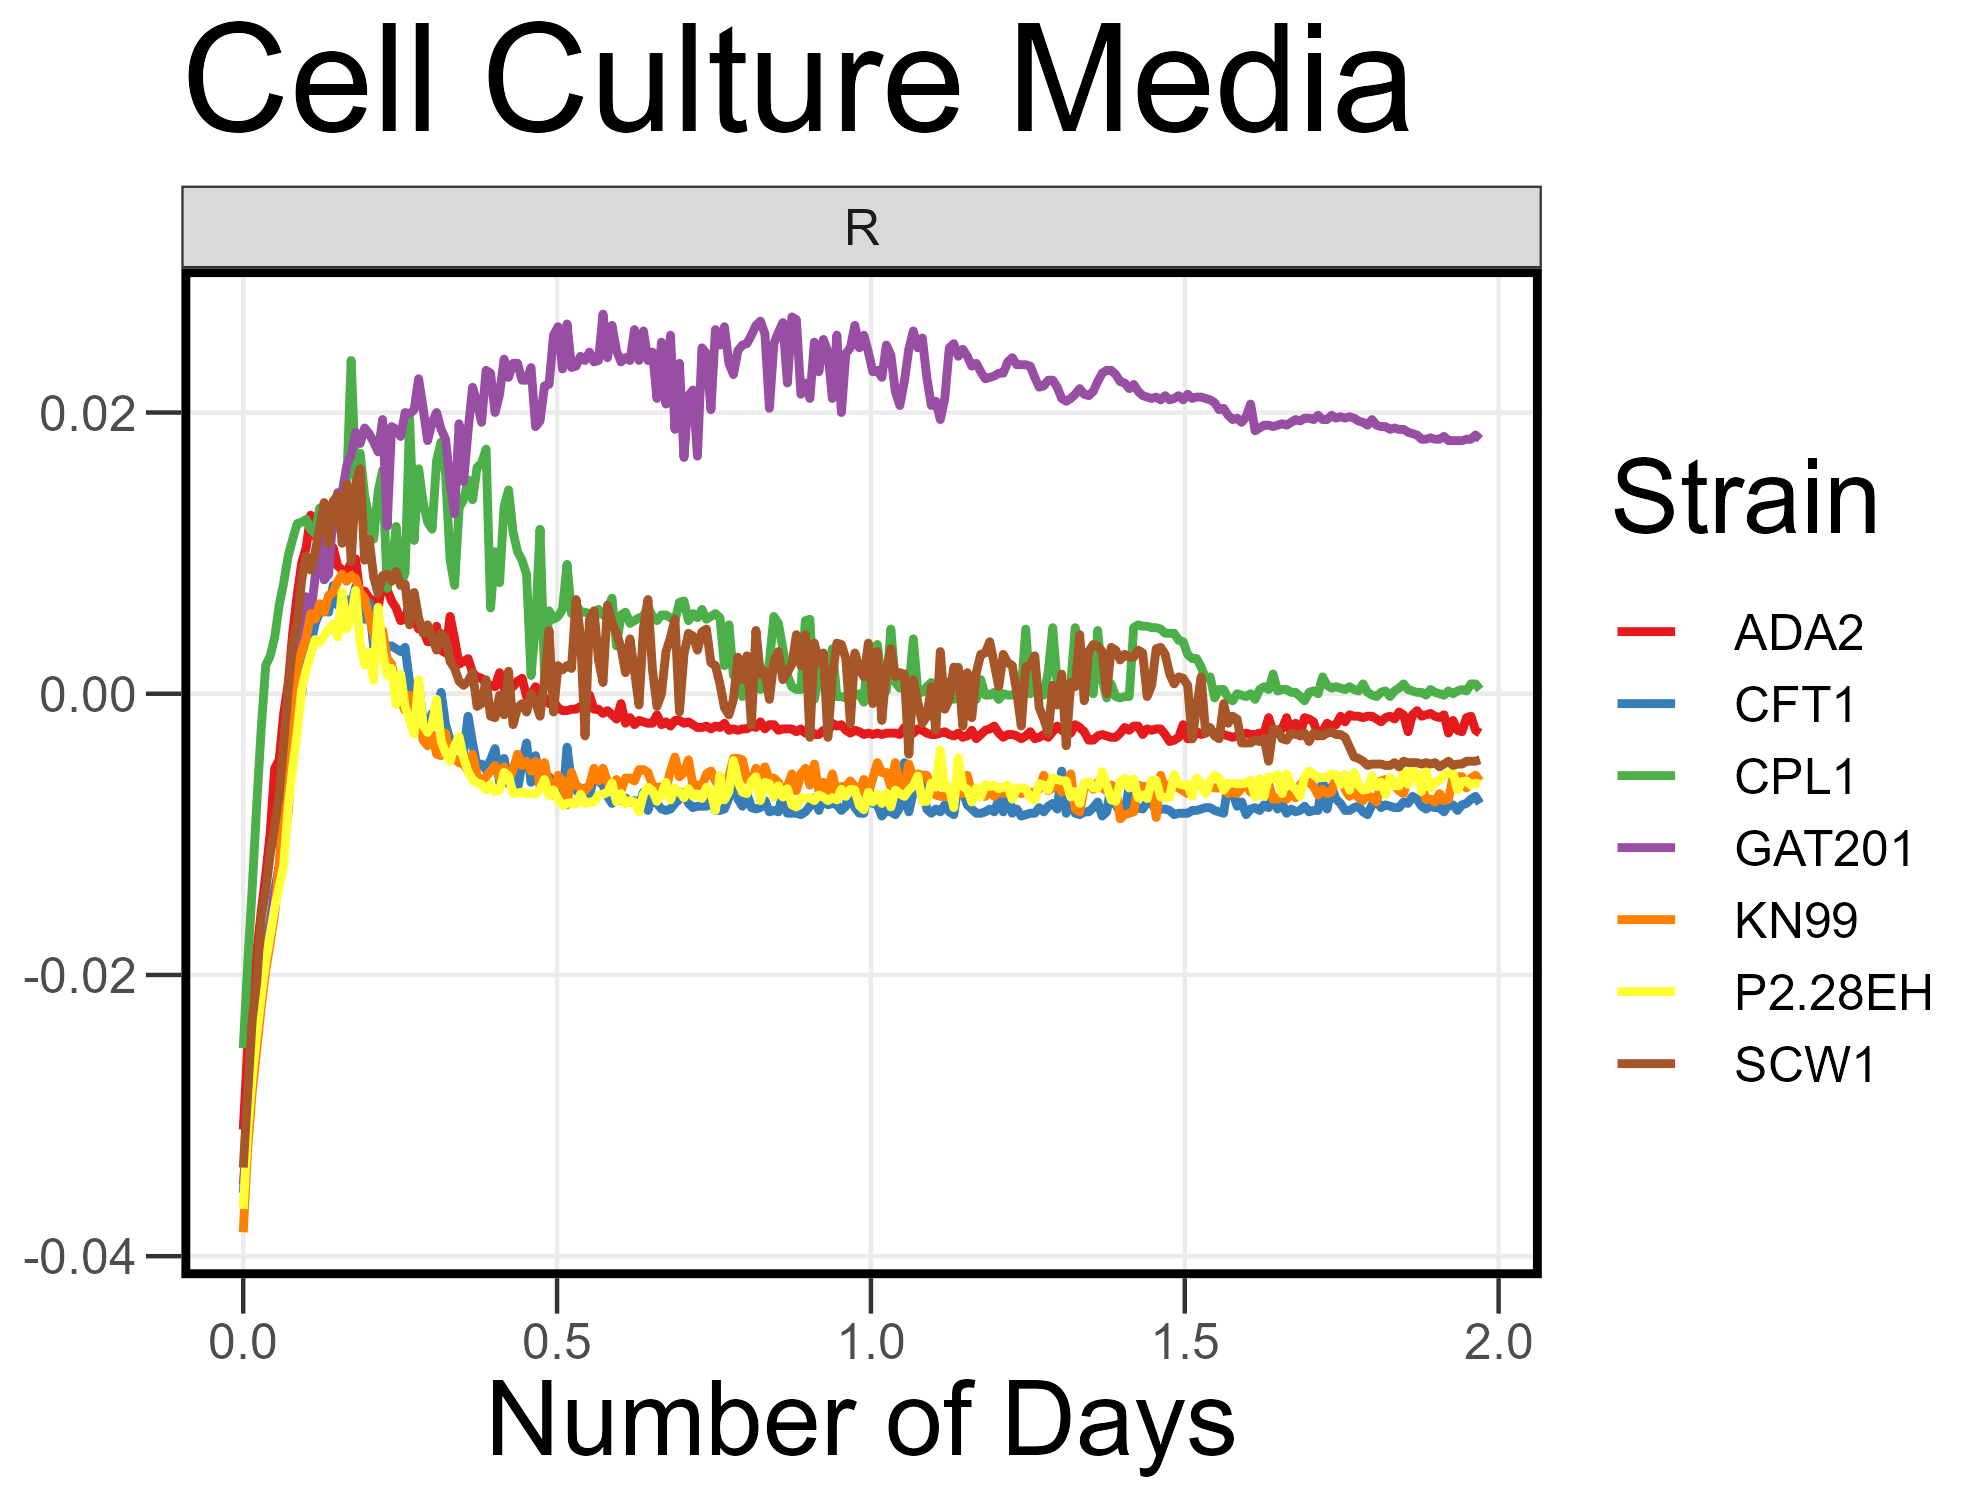 Cell Culture Media
R
0.02
0.00
-0.02
-0.04
0.0 0.5 1.0 1.5 2.0
Number of Days
Strain
ADA2
CFT1
CPL1
GAT201
KN99
P2.28EH
SCW1